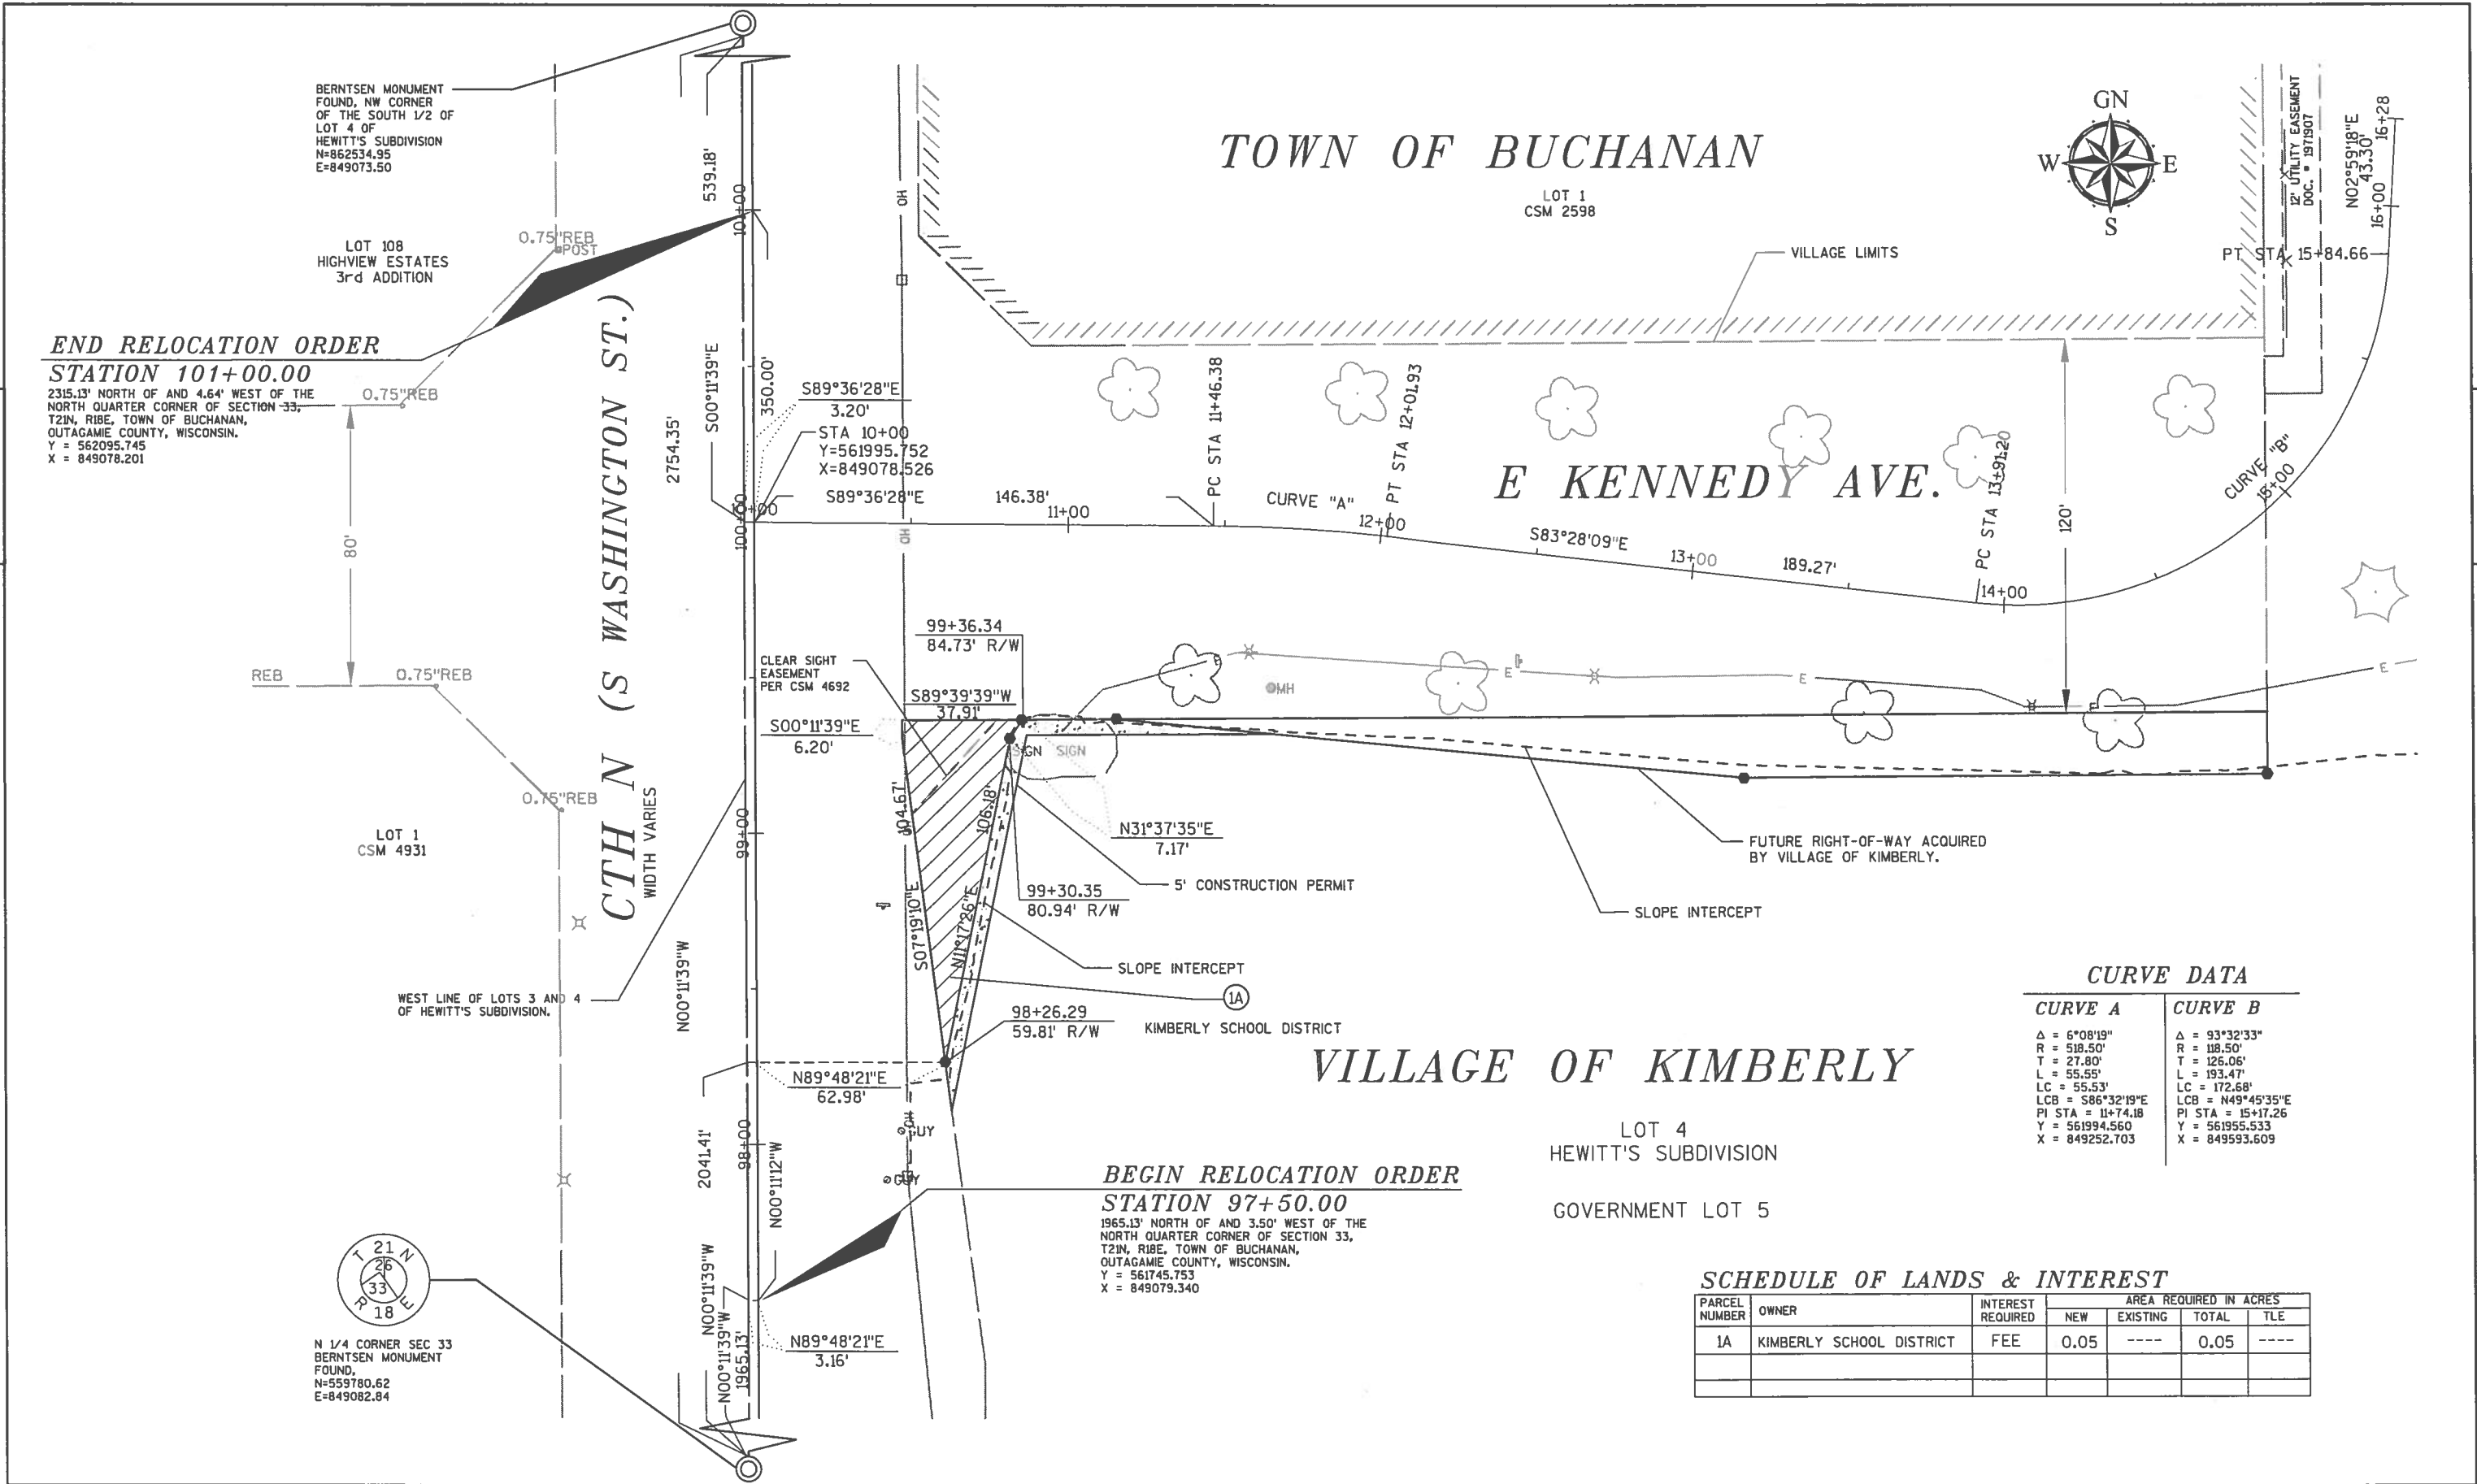 BERNTSEN MONUMENT
FOUND, NW CORNER
OF THE SOUTH 1/2 OF
LOT 4 OF
HEWITT'S SUBDIVISION
N=862534.95
E=849073.50
LOT 108
HIGHVIEW ESTATES
3rd ADDITION
0.75"REB
POST
END RELOCATION ORDER
STATION 101+00.00
2315.13' NORTH OF AND 4.64' WEST OF THE
NORTH QUARTER CORNER OF SECTION 33,
T21N, R18E, TOWN OF BUCHANAN,
OUTAGAMIE COUNTY, WISCONSIN.
Y = 562095.745
X = 849078.201
0.75"REB
80'
REB
0.75"REB
0.75"REB
LOT 1
CSM 4931
CTH N (S WASHINGTON ST.)
WIDTH VARIES
WEST LINE OF LOTS 3 AND 4
OF HEWITT'S SUBDIVISION.
539.18'
101+00
S00°11'39"E
350.00'
2754.35'
S89°36'28"E
3.20'
STA 10+00
Y=561995.752
X=849078.526
10+00
100+00
S89°36'28"E
146.38'
11+00
OH
OH
TOWN OF BUCHANAN
LOT 1
CSM 2598
VILLAGE LIMITS
GN
W
E
S
12' UTILITY EASEMENT
DOC. # 1971907
N02°59'18"E
43.30'
16+28
16+00
PT STA 15+84.66
PC STA 11+46.38
CURVE "A"
PT STA 12+01.93
12+00
E KENNEDY AVE.
S83°28'09"E
13+00
189.27'
PC STA 13+91.20
14+00
120'
CURVE "B"
15+00
99+36.34
84.73' R/W
CLEAR SIGHT
EASEMENT
PER CSM 4692
S89°39'39"W
37.91'
S00°11'39"E
6.20'
SIGN
SIGN
MH
E
E
E
E
E
104.67'
106.18'
S07°19'10"E
N11°17'26"E
N31°37'35"E
7.17'
5' CONSTRUCTION PERMIT
99+30.35
80.94' R/W
SLOPE INTERCEPT
1A
KIMBERLY SCHOOL DISTRICT
98+26.29
59.81' R/W
FUTURE RIGHT-OF-WAY ACQUIRED
BY VILLAGE OF KIMBERLY.
SLOPE INTERCEPT
99+00
N00°11'39"W
N89°48'21"E
62.98'
2041.41'
98+00
N00°11'12"W
GUY
GUY
VILLAGE OF KIMBERLY
LOT 4
HEWITT'S SUBDIVISION
GOVERNMENT LOT 5
BEGIN RELOCATION ORDER
STATION 97+50.00
1965.13' NORTH OF AND 3.50' WEST OF THE
NORTH QUARTER CORNER OF SECTION 33,
T21N, R18E, TOWN OF BUCHANAN,
OUTAGAMIE COUNTY, WISCONSIN.
Y = 561745.753
X = 849079.340
N00°11'39"W
N00°11'39"W
1965.13'
N89°48'21"E
3.16'
T 21 N
26
33
R 18 E
N 1/4 CORNER SEC 33
BERNTSEN MONUMENT
FOUND,
N=559780.62
E=849082.84
CURVE DATA
CURVE A
Δ = 6°08'19"
R = 518.50'
T = 27.80'
L = 55.55'
LC = 55.53'
LCB = S86°32'19"E
PI STA = 11+74.18
Y = 561994.560
X = 849252.703
CURVE B
Δ = 93°32'33"
R = 118.50'
T = 126.06'
L = 193.47'
LC = 172.68'
LCB = N49°45'35"E
PI STA = 15+17.26
Y = 561955.533
X = 849593.609
SCHEDULE OF LANDS & INTEREST
PARCEL NUMBER OWNER INTEREST REQUIRED AREA REQUIRED IN ACRES
NEW EXISTING TOTAL TLE
1A KIMBERLY SCHOOL DISTRICT FEE 0.05 ---- 0.05 ----